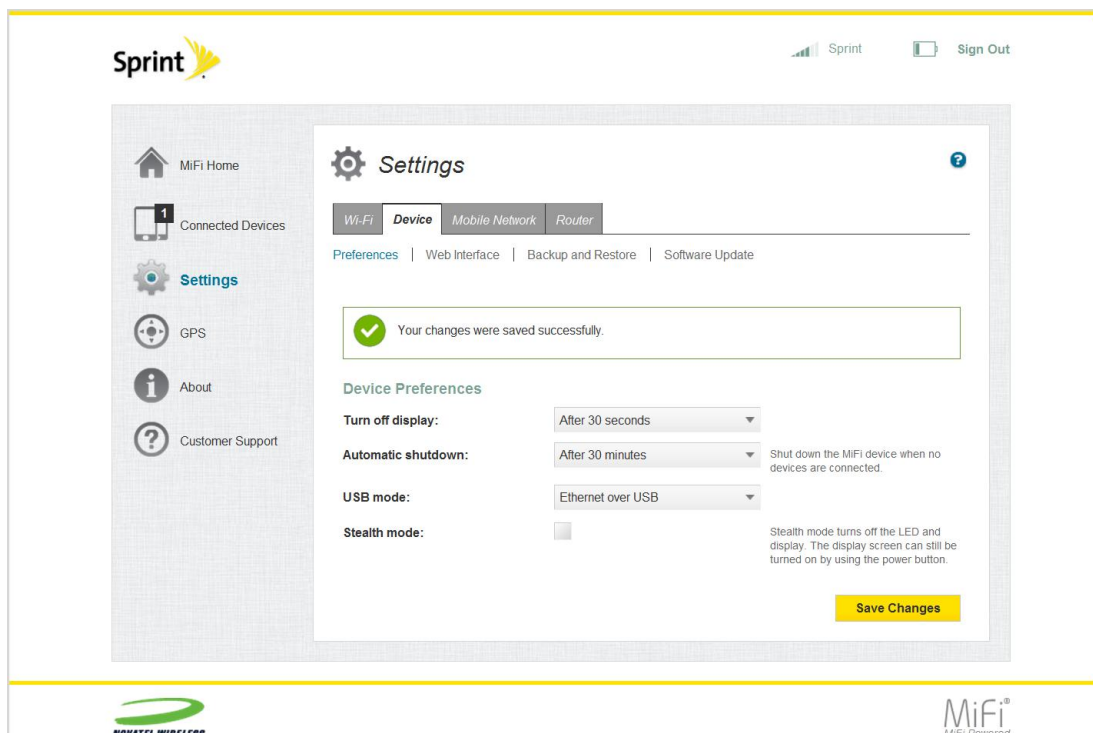 Sprint
Sprint
Sign Out
MiFi Home
1
Connected Devices
Settings
GPS
About
Customer Support
Settings
?
Wi-Fi
Device
Mobile Network
Router
Preferences | Web Interface | Backup and Restore | Software Update
Your changes were saved successfully.
Device Preferences
Turn off display:
After 30 seconds
Automatic shutdown:
After 30 minutes
Shut down the MiFi device when no
devices are connected.
USB mode:
Ethernet over USB
Stealth mode:
Stealth mode turns off the LED and
display. The display screen can still be
turned on by using the power button.
Save Changes
NOVATEL WIRELESS
MiFi®
MiFi Powered